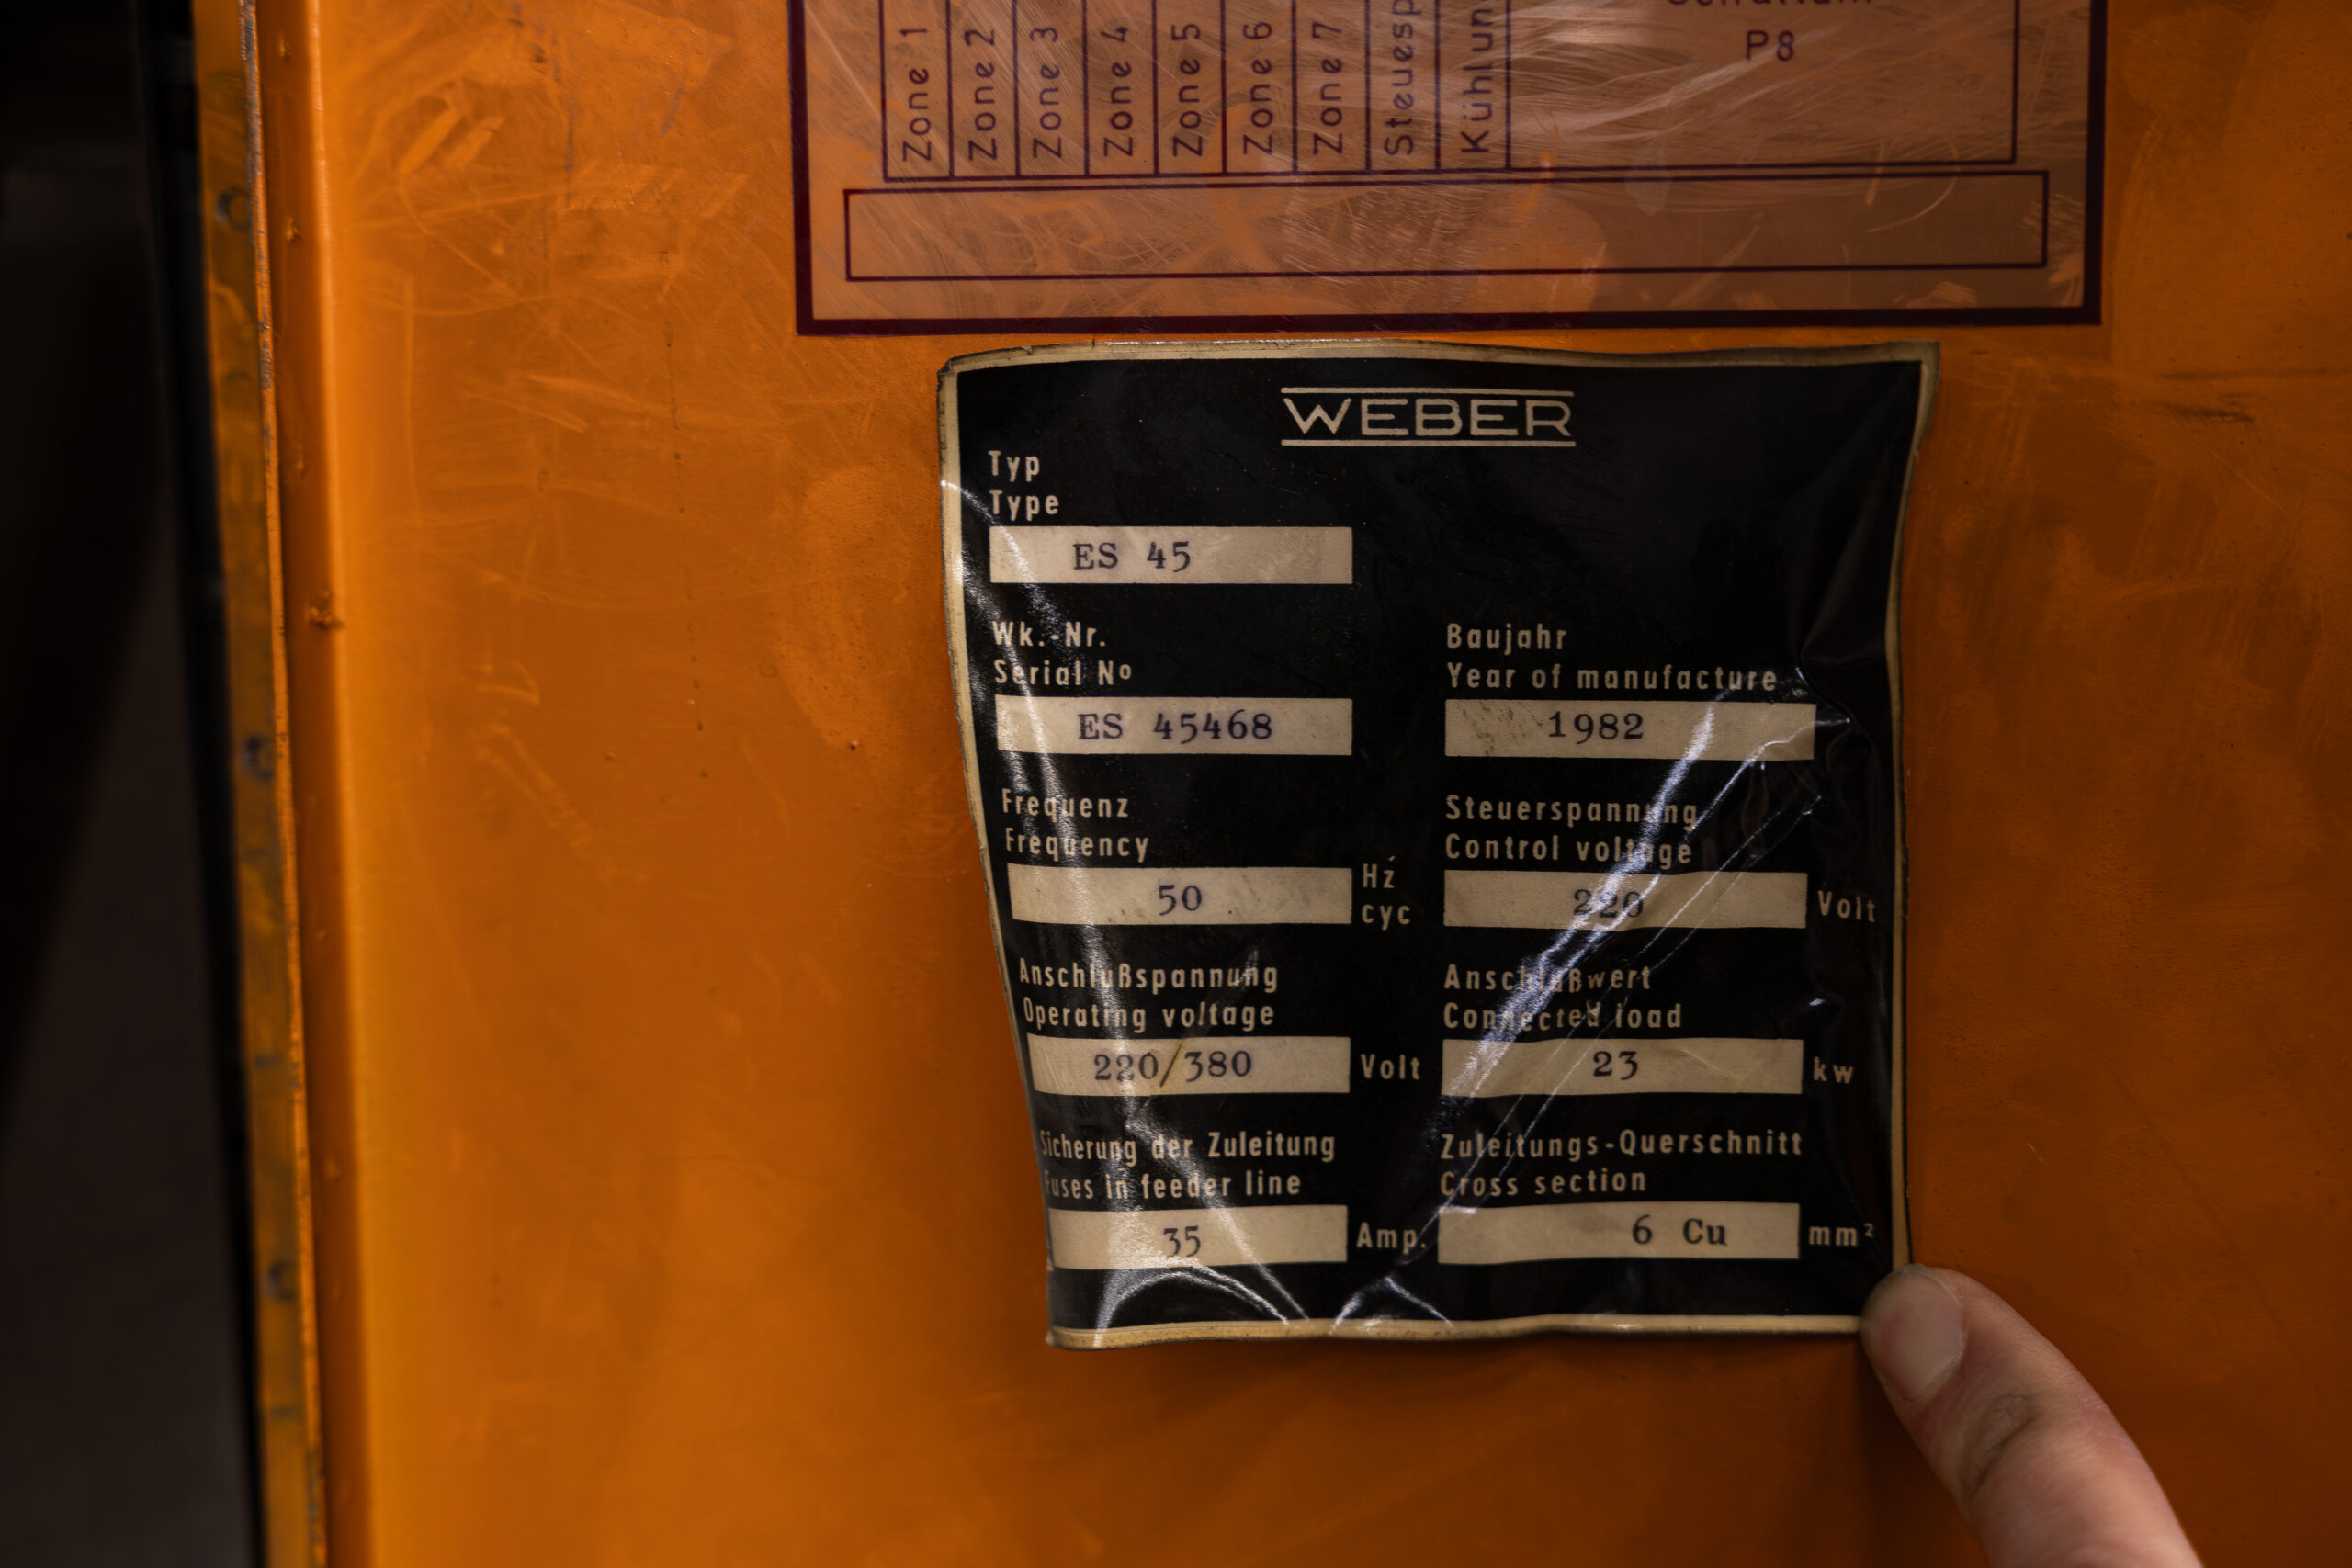 P8
Zone 1
Zone 2
Zone 3
Zone 4
Zone 5
Zone 6
Zone 7
WEBER
Typ
Type
ES 45
Wk.-Nr.
Serial Nº
ES 45468
Baujahr
Year of manufacture
1982
Frequenz
Frequency
50 Hz
cyc
Steuerspannung
Control voltage
220 Volt
Anschlußspannung
Operating voltage
220/380 Volt
Anschlußwert
Connected load
23 kw
Sicherung der Zuleitung
Fuses in feeder line
35 Amp.
Zuleitungs-Querschnitt
Cross section
6 Cu mm²